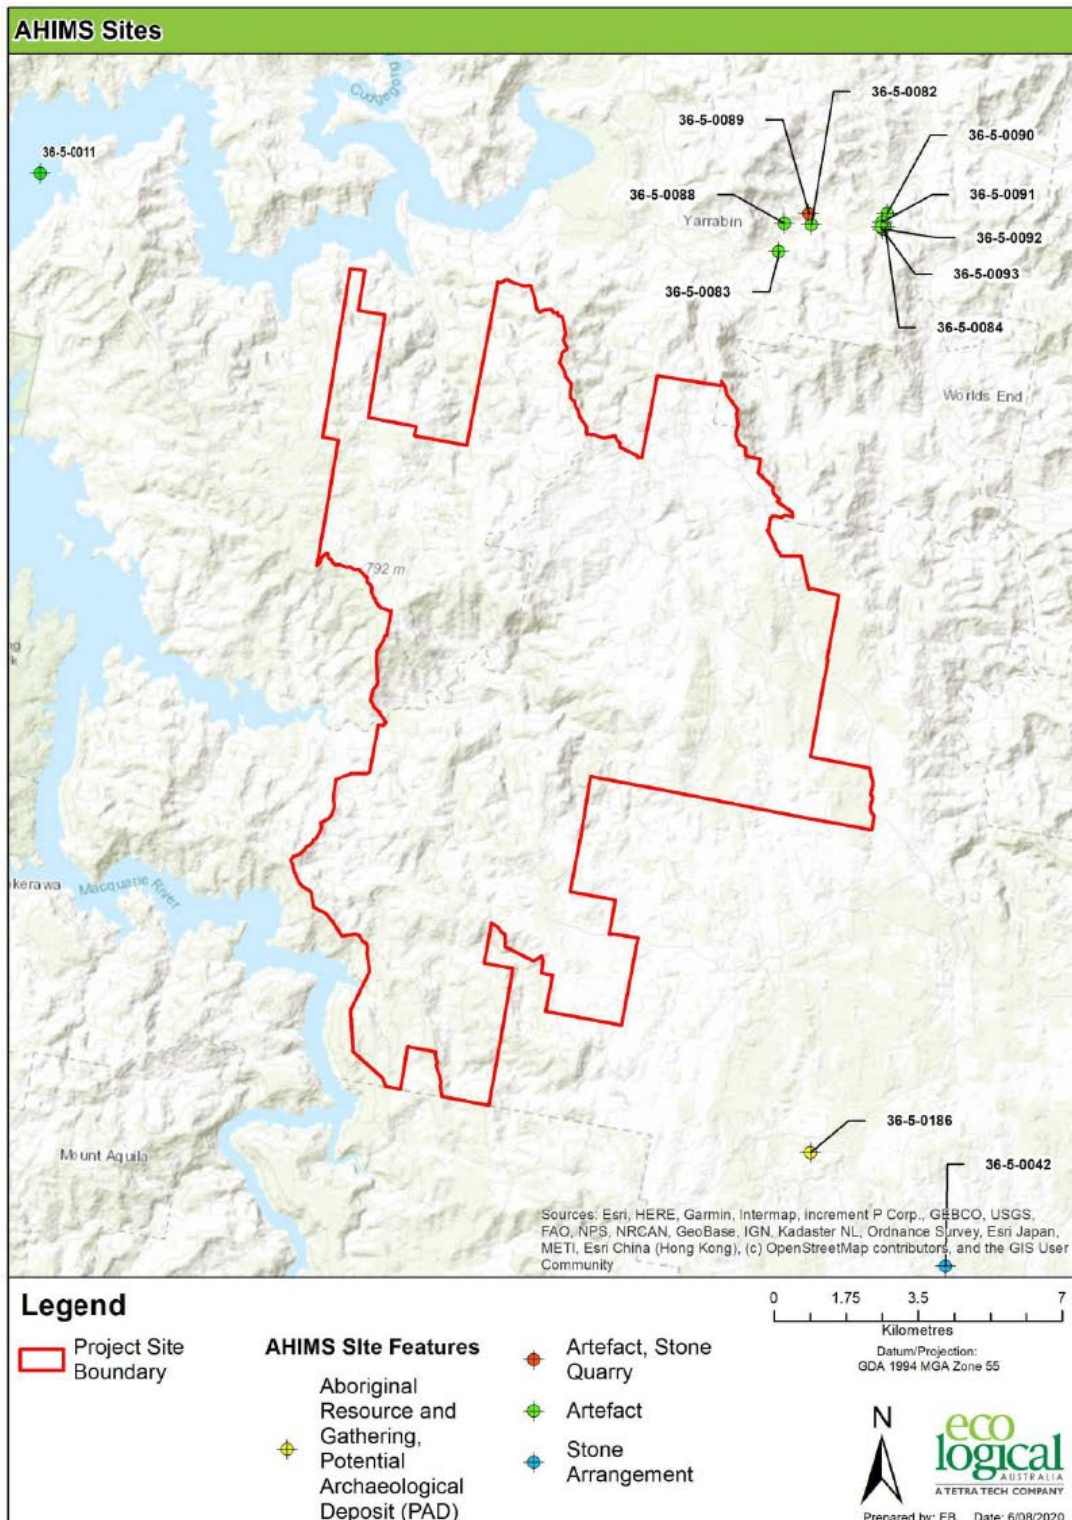 AHIMS Sites
Cudgegong
36-5-0082
36-5-0089
36-5-0090
36-5-0011
36-5-0088
36-5-0091
Yarrabin
36-5-0092
36-5-0093
36-5-0083
36-5-0084
Worlds End
792 m
kerawa
Macquarie River
36-5-0186
Mount Aquila
36-5-0042
Sources: Esri, HERE, Garmin, Intermap, increment P Corp., GEBCO, USGS,
FAO, NPS, NRCAN, GeoBase, IGN, Kadaster NL, Ordnance Survey, Esri Japan,
METI, Esri China (Hong Kong), (c) OpenStreetMap contributors, and the GIS User
Community
Legend
Project Site
Boundary
AHIMS SIte Features
Aboriginal
Resource and
Gathering,
Potential
Archaeological
Deposit (PAD)
Artefact, Stone
Quarry
Artefact
Stone
Arrangement
0 1.75 3.5 7
Kilometres
Datum/Projection:
GDA 1994 MGA Zone 55
N
eco
logical
AUSTRALIA
A TETRA TECH COMPANY
Prepared by: FB Date: 6/08/2020